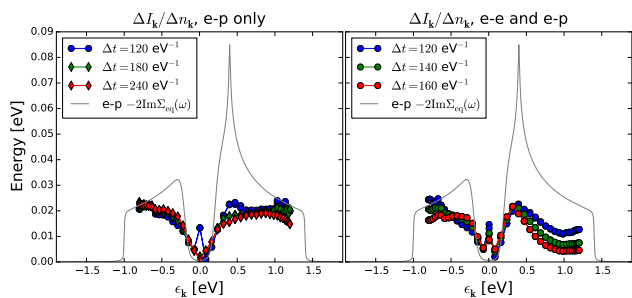 ΔI_k/Δn_k, e-p only
ΔI_k/Δn_k, e-e and e-p
Energy [eV]
0.09
0.08
0.07
0.06
0.05
0.04
0.03
0.02
0.01
0.00
Δt=120 eV⁻¹
Δt=180 eV⁻¹
Δt=240 eV⁻¹
e-p −2ImΣ_eq(ω)
Δt=120 eV⁻¹
Δt=140 eV⁻¹
Δt=160 eV⁻¹
e-p −2ImΣ_eq(ω)
−1.5 −1.0 −0.5 0.0 0.5 1.0 1.5
−1.5 −1.0 −0.5 0.0 0.5 1.0 1.5
ϵ_k [eV]
ϵ_k [eV]